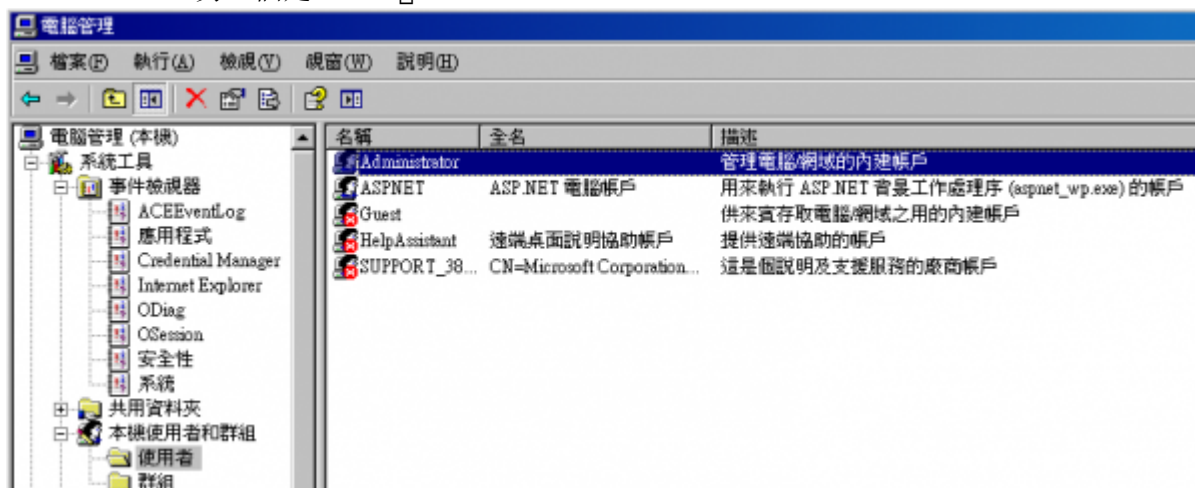 電腦管理
檔案(F) 執行(A) 檢視(V) 視窗(W) 說明(H)
電腦管理 (本機)
系統工具
事件檢視器
ACEEventLog
應用程式
Credential Manager
Internet Explorer
ODiag
OSession
安全性
系統
共用資料夾
本機使用者和群組
使用者
群組
名稱 全名 描述
Administrator 管理電腦/網域的內建帳戶
ASPNET ASP.NET 電腦帳戶 用來執行 ASP.NET 背景工作處理序 (aspnet_wp.exe) 的帳戶
Guest 供來賓存取電腦/網域之用的內建帳戶
HelpAssistant 遠端桌面說明協助帳戶 提供遠端協助的帳戶
SUPPORT_38... CN=Microsoft Corporation... 這是個說明及支援服務的廠商帳戶